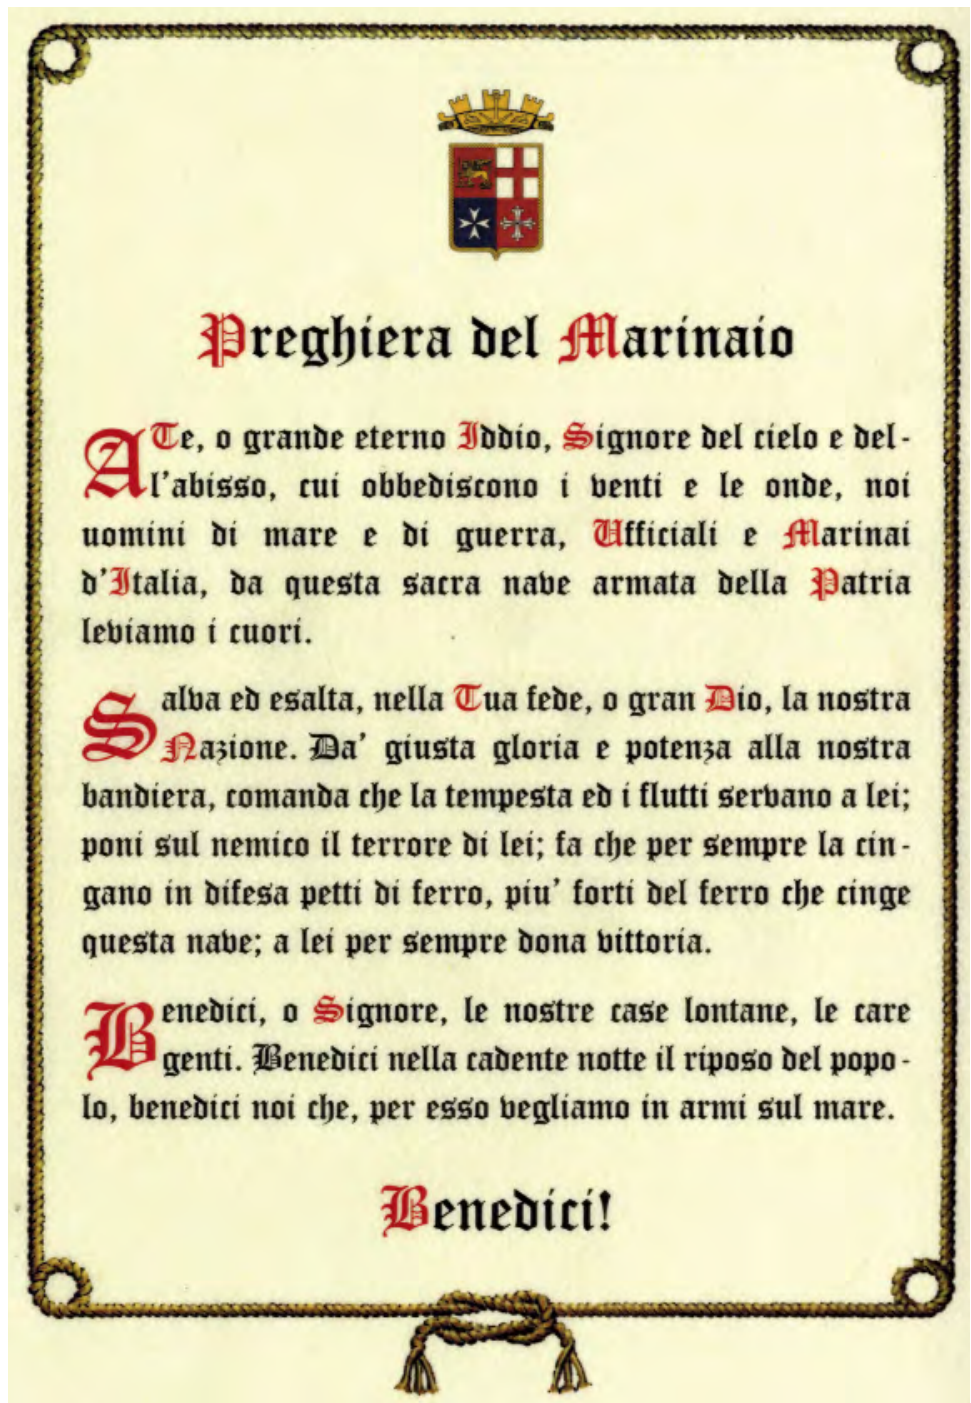 Preghiera del Marinaio
A Te, o grande eterno Iddio, Signore del cielo e del-
l'abisso, cui obbediscono i venti e le onde, noi
uomini di mare e di guerra, Ufficiali e Marinai
d'Italia, da questa sacra nave armata della Patria
leviamo i cuori.
Salva ed esalta, nella Tua fede, o gran Dio, la nostra
Nazione. Da' giusta gloria e potenza alla nostra
bandiera, comanda che la tempesta ed i flutti servano a lei;
poni sul nemico il terrore di lei; fa che per sempre la cin-
gano in difesa petti di ferro, piu' forti del ferro che cinge
questa nave; a lei per sempre dona vittoria.
Benedici, o Signore, le nostre case lontane, le care
genti. Benedici nella cadente notte il riposo del popo-
lo, benedici noi che, per esso vegliamo in armi sul mare.
Benedici!